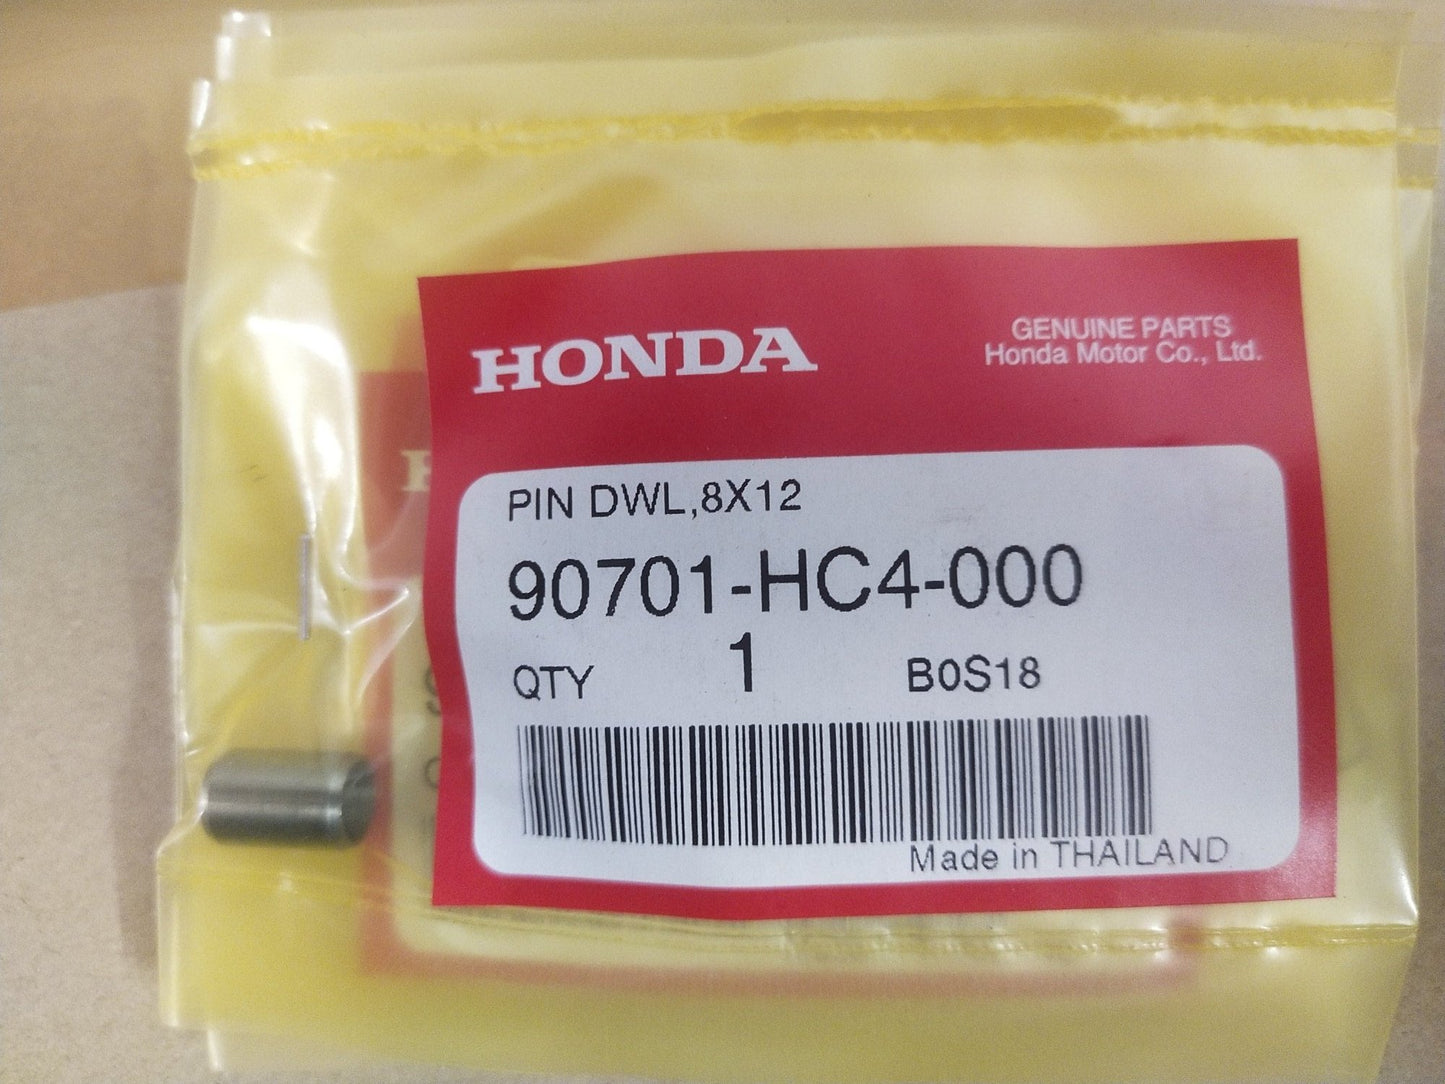 HONDA
GENUINE PARTS
Honda Motor Co., Ltd.
PIN DWL,8X12
90701-HC4-000
QTY 1 B0S18
Made in THAILAND